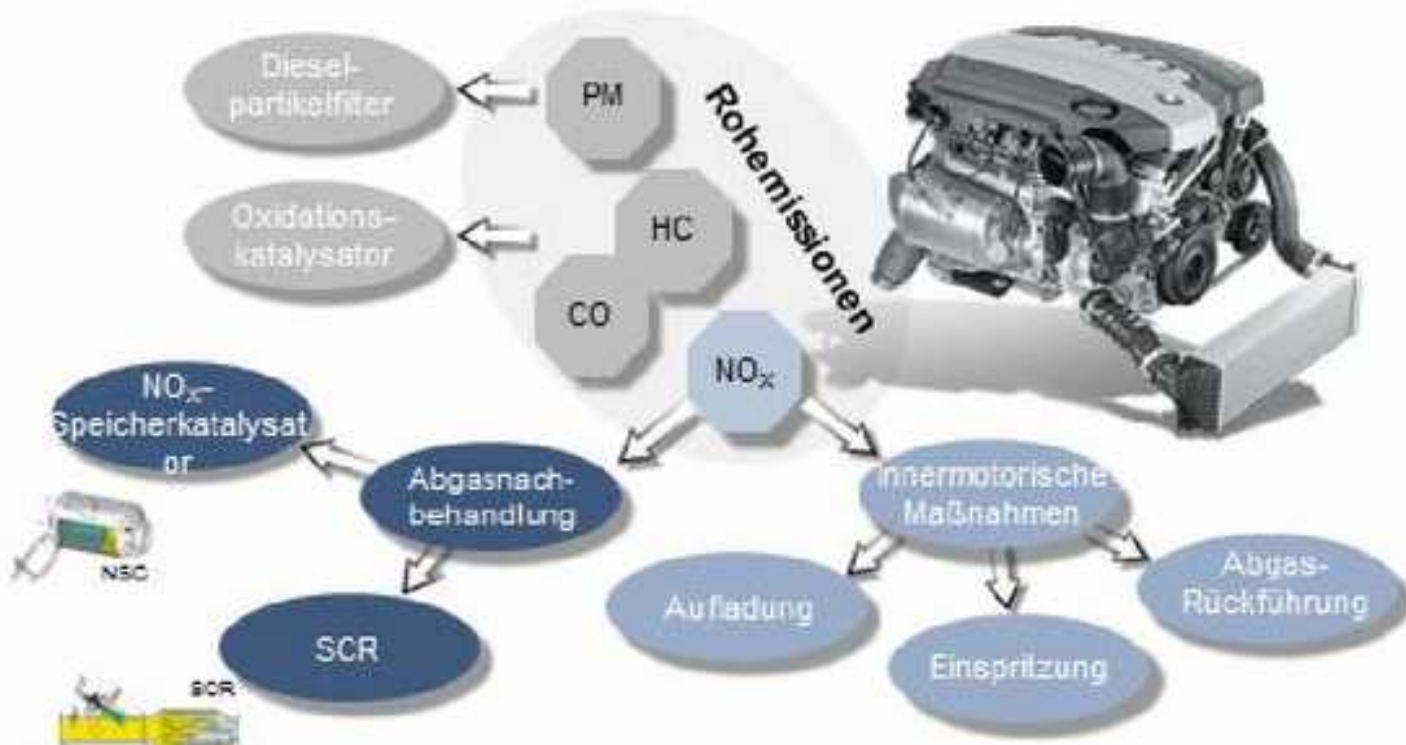 Diesel-
partikelfilter
PM
Rohemissionen
Oxidations-
katalysator
HC
CO
NOx
NOx-
Speicherkatalysat
or
Abgasnach-
behandlung
Innermotorische
Maßnahmen
NSC
Aufladung
Abgas-
Rückführung
SCR
Einspritzung
SCR